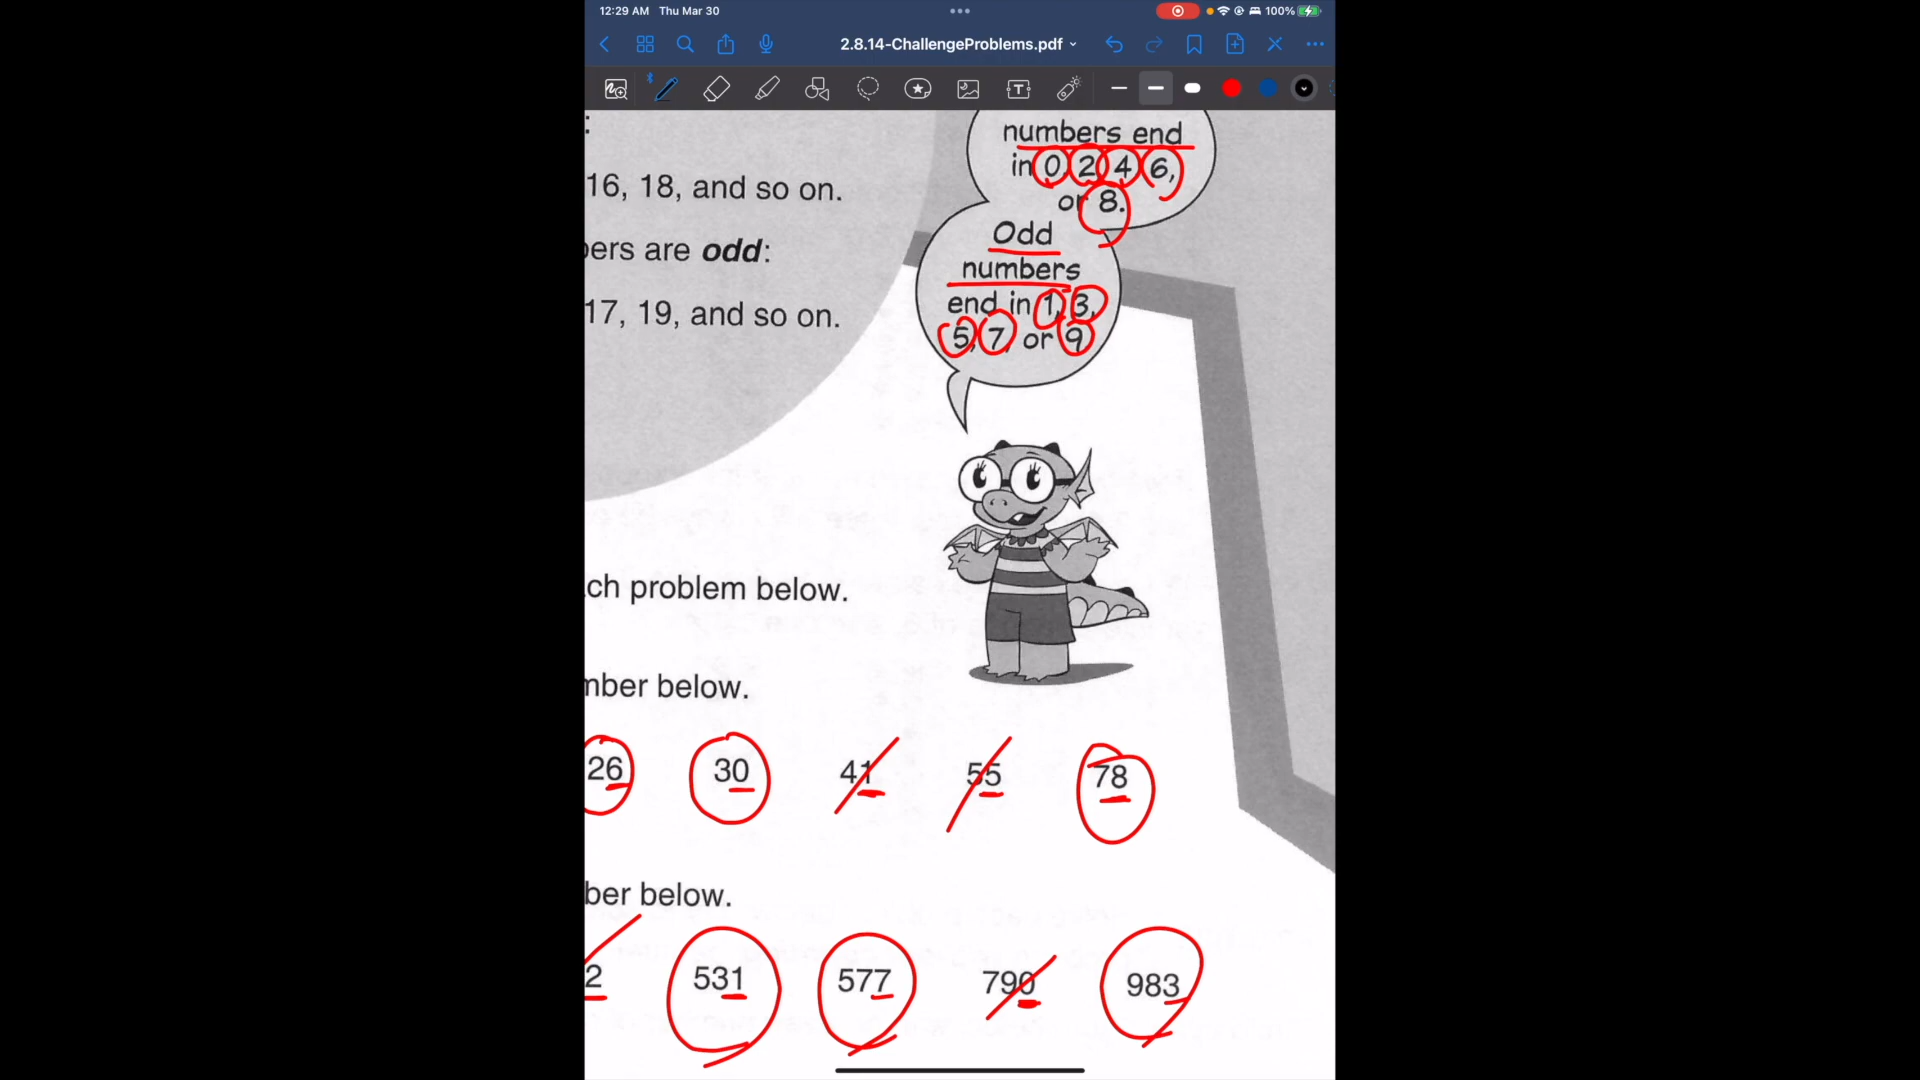 12:29 AM Thu Mar 30
100%
2.8.14-ChallengeProblems.pdf
:
numbers end
in 0, 2, 4, 6,
or 8.
16, 18, and so on.
Odd
bers are odd:
numbers
end in 1, 3,
17, 19, and so on.
5, 7, or 9
ch problem below.
mber below.
26 30 41 55 78
ber below.
2 531 577 790 983